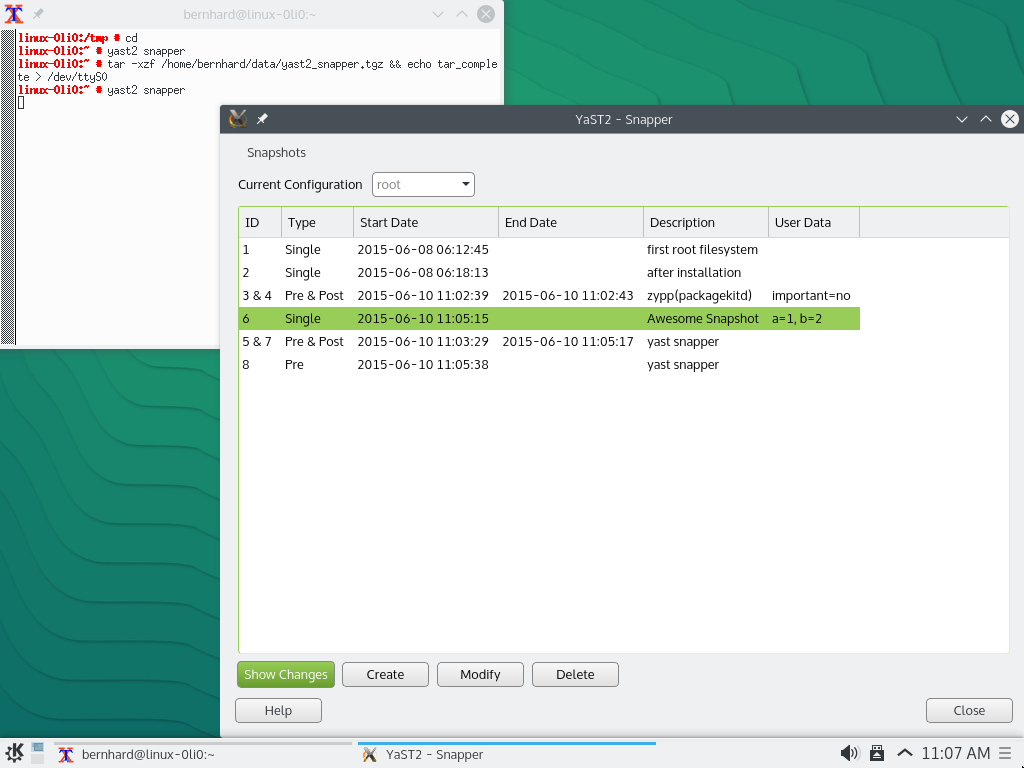 bernhard@linux-0li0:~
linux-0li0:/tmp # cd
linux-0li0:~ # yast2 snapper
linux-0li0:~ # tar -xzf /home/bernhard/data/yast2_snapper.tgz && echo tar_comple
te > /dev/ttyS0
linux-0li0:~ # yast2 snapper
YaST2 - Snapper
Snapshots
Current Configuration root
ID Type Start Date End Date Description User Data
1 Single 2015-06-08 06:12:45 first root filesystem
2 Single 2015-06-08 06:18:13 after installation
3 & 4 Pre & Post 2015-06-10 11:02:39 2015-06-10 11:02:43 zypp(packagekitd) important=no
6 Single 2015-06-10 11:05:15 Awesome Snapshot a=1, b=2
5 & 7 Pre & Post 2015-06-10 11:03:29 2015-06-10 11:05:17 yast snapper
8 Pre 2015-06-10 11:05:38 yast snapper
Show Changes Create Modify Delete
Help Close
bernhard@linux-0li0:~ YaST2 - Snapper 11:07 AM